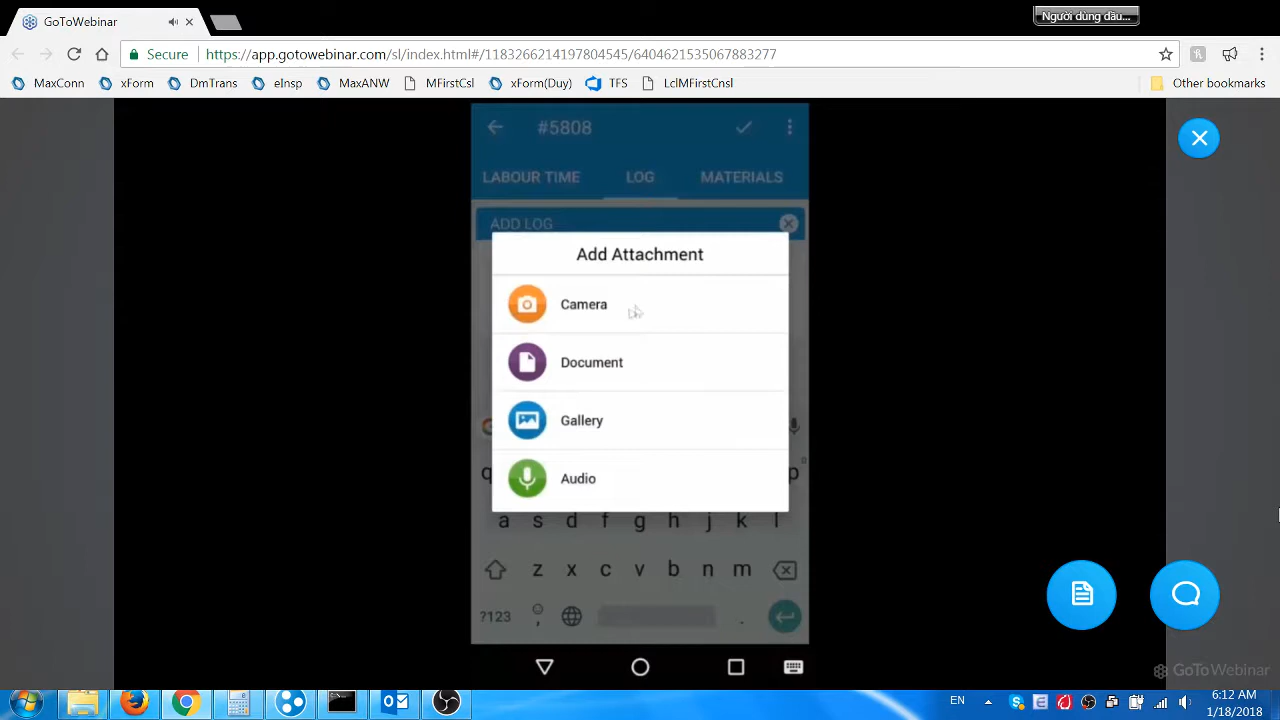 GoToWebinar
Người dùng đầu...
Secure
https://app.gotowebinar.com/sl/index.html#/1183266214197804545/6404621535067883277
MaxConn xForm DmTrans eInsp MaxANW MFirstCsl xForm(Duy) TFS LclMFirstCsl Other bookmarks
#5808
LABOUR TIME LOG MATERIALS
ADD LOG
Add Attachment
Camera
Document
Gallery
Audio
q p
a s d f g h j k l
z x c v b n m
?123 , .
GoToWebinar
EN
6:12 AM
1/18/2018